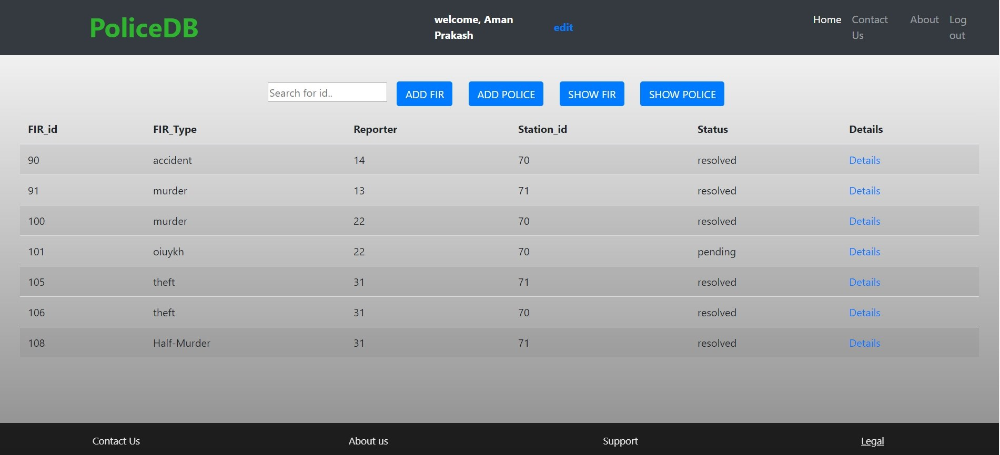 PoliceDB
welcome, Aman
Prakash
edit
Home Contact Us About Log out
Search for id.. ADD FIR ADD POLICE SHOW FIR SHOW POLICE
FIR_id FIR_Type Reporter Station_id Status Details
90 accident 14 70 resolved Details
91 murder 13 71 resolved Details
100 murder 22 70 resolved Details
101 oiuykh 22 70 pending Details
105 theft 31 71 resolved Details
106 theft 31 70 resolved Details
108 Half-Murder 31 71 resolved Details
Contact Us About us Support Legal